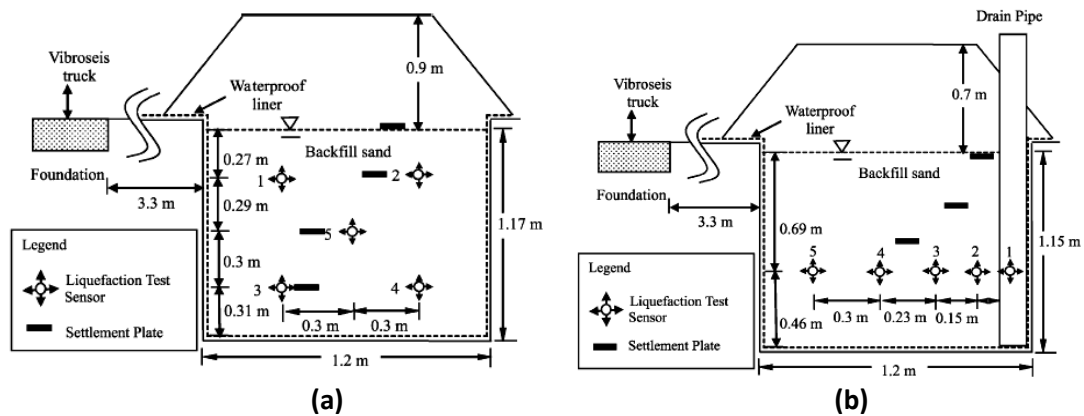 Vibroseis
truck
Waterproof
liner
0.9 m
0.27 m
Backfill sand
1
2
Foundation
0.29 m
3.3 m
1.17 m
5
0.3 m
Legend
Liquefaction Test
Sensor
Settlement Plate
3
4
0.31 m
0.3 m
0.3 m
1.2 m
(a)
Drain Pipe
Vibroseis
truck
0.7 m
Waterproof
liner
Backfill sand
Foundation
3.3 m
0.69 m
1.15 m
5
4
3
2
1
Legend
Liquefaction Test
Sensor
Settlement Plate
0.3 m
0.23 m
0.15 m
0.46 m
1.2 m
(b)